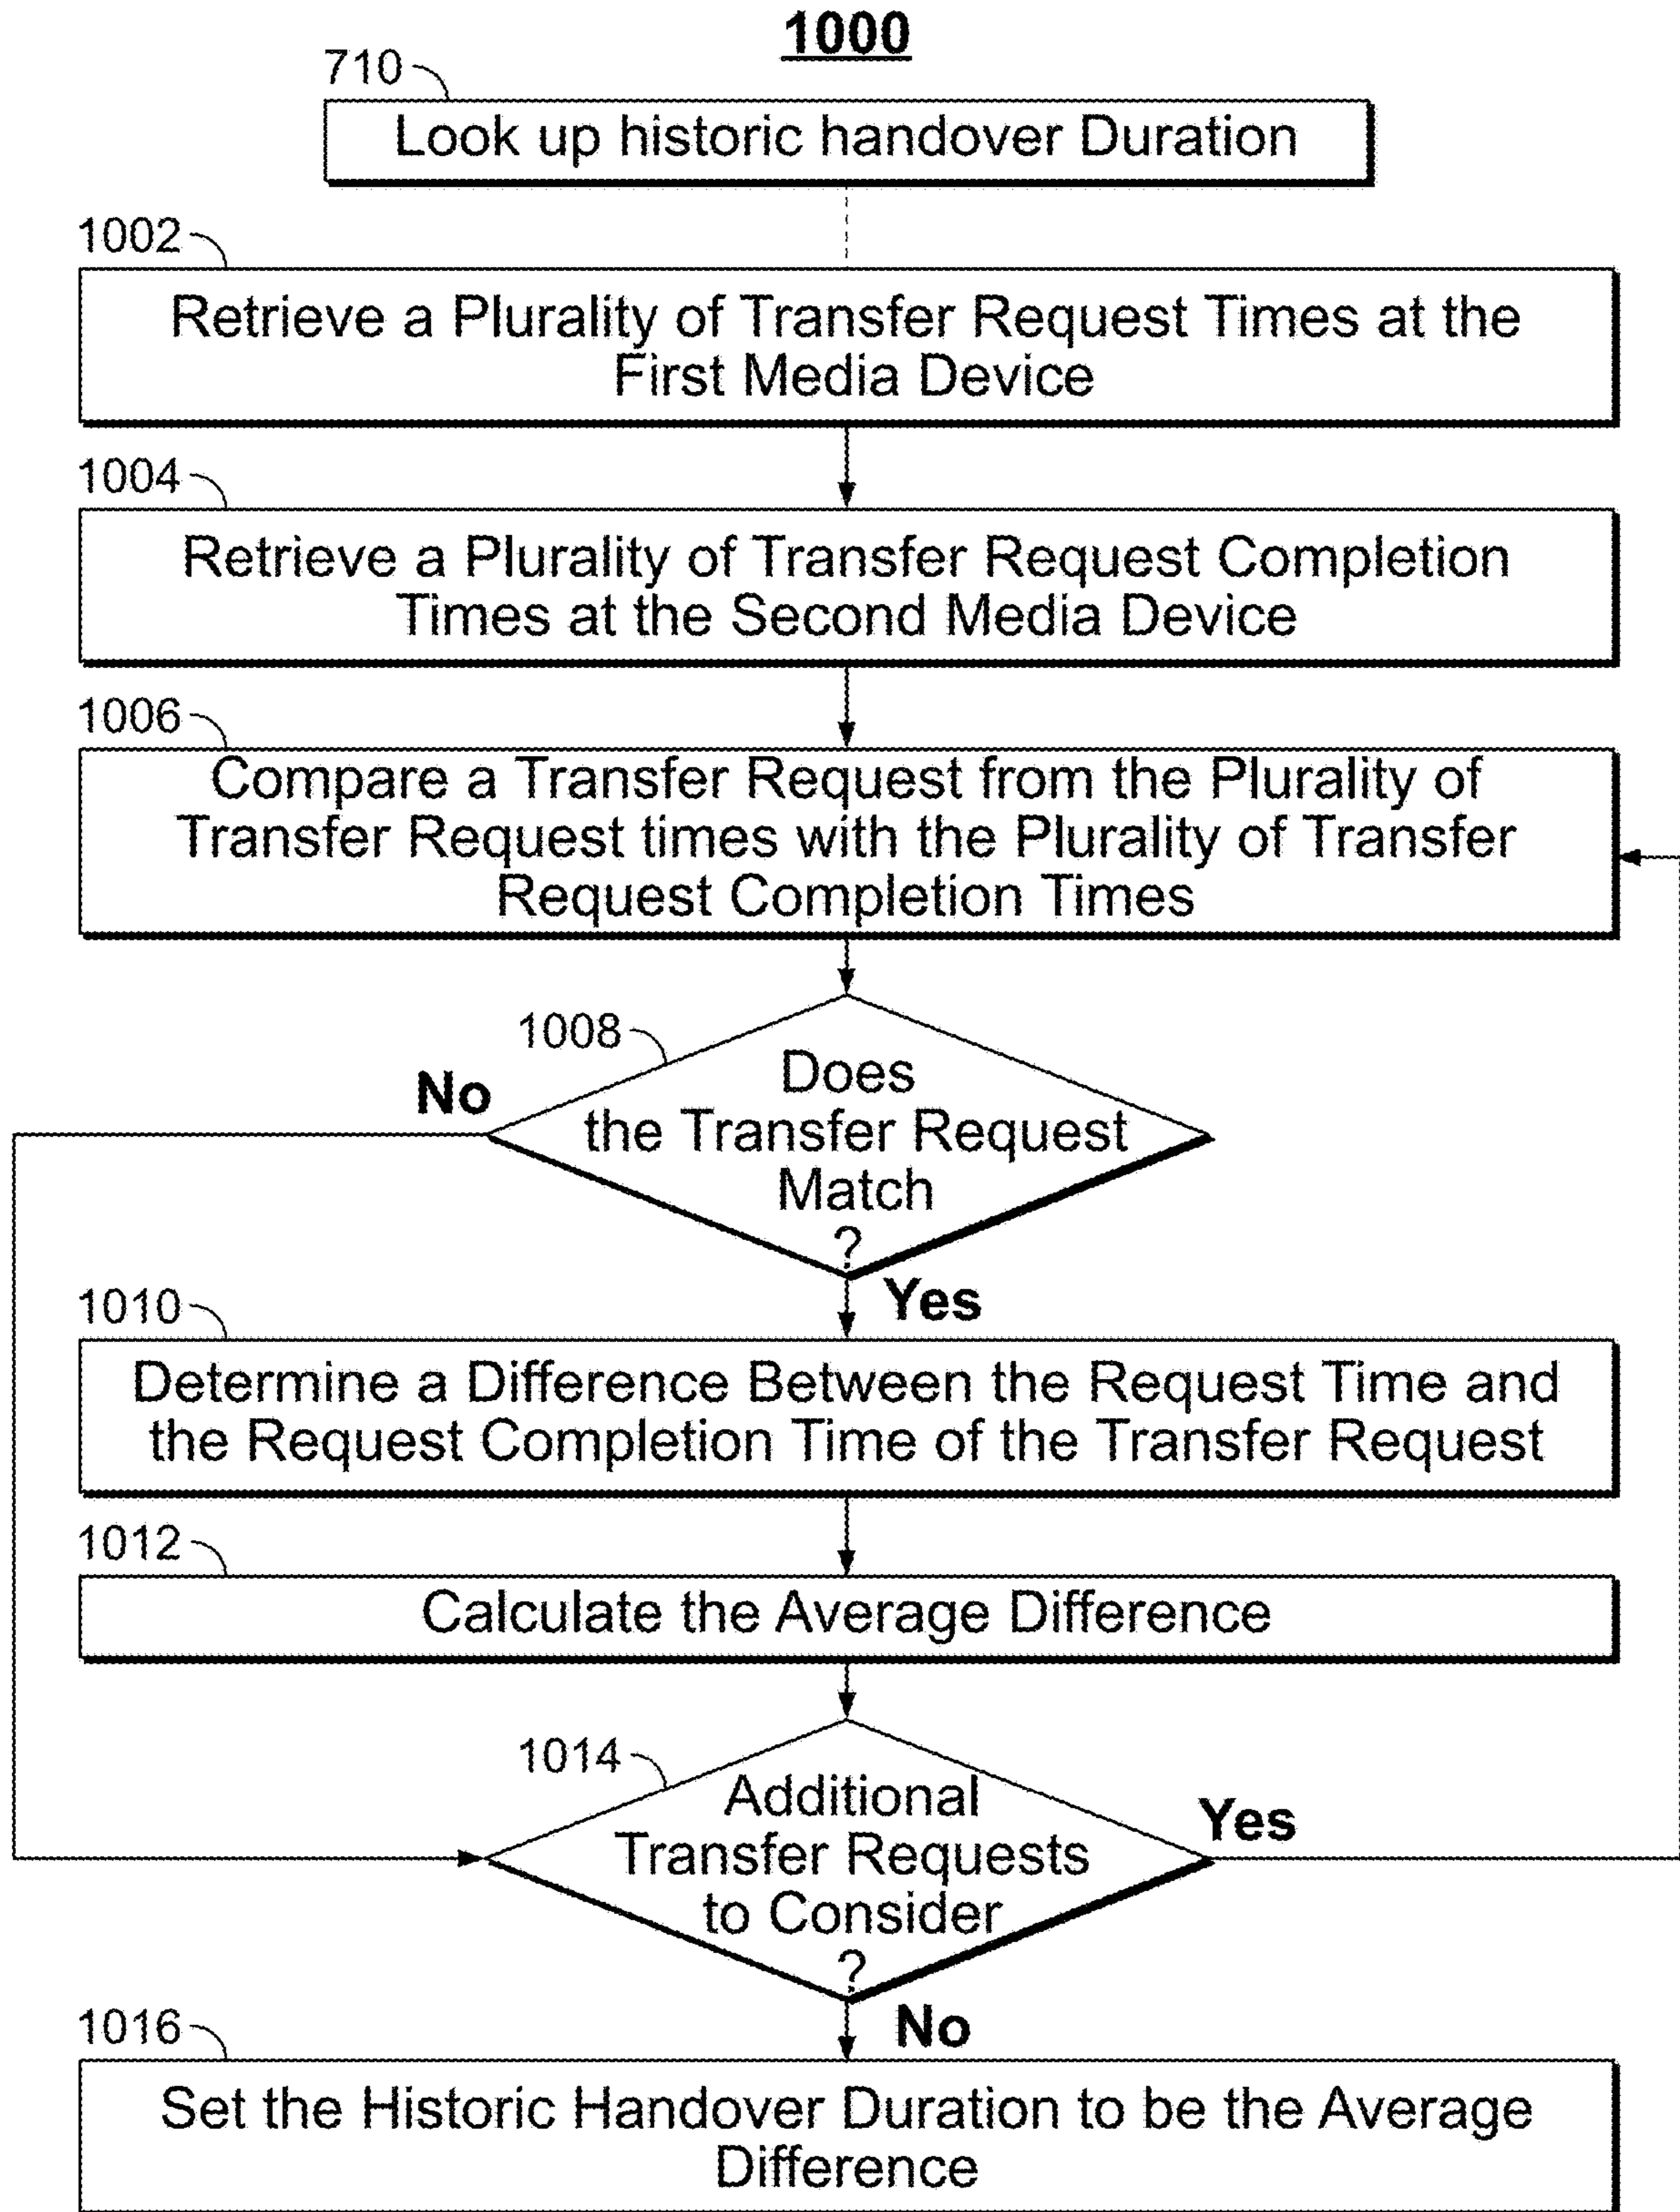 1000
710
Look up historic handover Duration
1002
Retrieve a Plurality of Transfer Request Times at the
First Media Device
1004
Retrieve a Plurality of Transfer Request Completion
Times at the Second Media Device
1006
Compare a Transfer Request from the Plurality of
Transfer Request times with the Plurality of Transfer
Request Completion Times
1008
No
Does
the Transfer Request
Match
?
Yes
1010
Determine a Difference Between the Request Time and
the Request Completion Time of the Transfer Request
1012
Calculate the Average Difference
1014
Additional
Transfer Requests
to Consider
?
Yes
No
1016
Set the Historic Handover Duration to be the Average
Difference